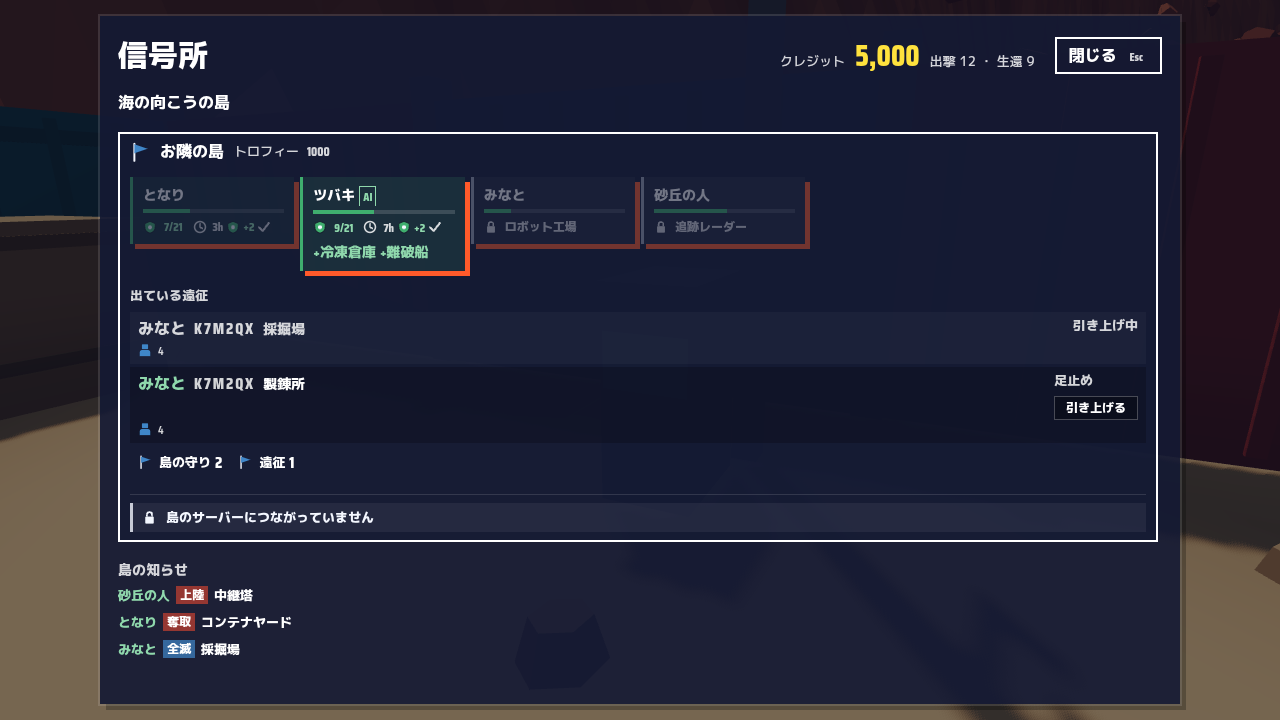 信号所
クレジット 5,000 出撃 12 · 生還 9
閉じる Esc
海の向こうの島
お隣の島 トロフィー 1000
となり
7/21 3h +2
ツバキ AI
9/21 7h +2
+冷凍倉庫 +難破船
みなと
ロボット工場
砂丘の人
追跡レーダー
出ている遠征
みなと K7M2QX 採掘場 引き上げ中
4
みなと K7M2QX 製錬所 足止め
引き上げる
4
島の守り 2 遠征 1
島のサーバーにつながっていません
島の知らせ
砂丘の人 上陸 中継塔
となり 奪取 コンテナヤード
みなと 全滅 採掘場